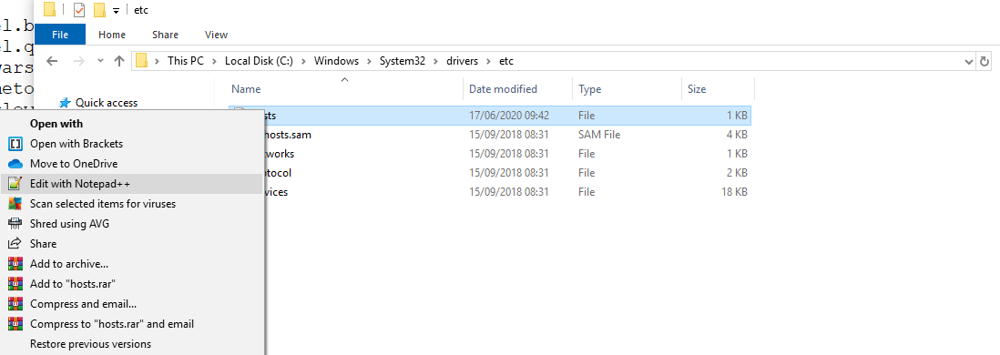 etc
el.b
File Home Share View
el.q
This PC > Local Disk (C:) > Windows > System32 > drivers > etc
vars
Name Date modified Type Size
Quick access
sts 17/06/2020 09:42 File 1 KB
Open with
hosts.sam 15/09/2018 08:31 SAM File 4 KB
Open with Brackets
works 15/09/2018 08:31 File 1 KB
Move to OneDrive
tocol 15/09/2018 08:31 File 2 KB
Edit with Notepad++
vices 15/09/2018 08:31 File 18 KB
Scan selected items for viruses
Shred using AVG
Share
Add to archive...
Add to "hosts.rar"
Compress and email...
Compress to "hosts.rar" and email
Restore previous versions